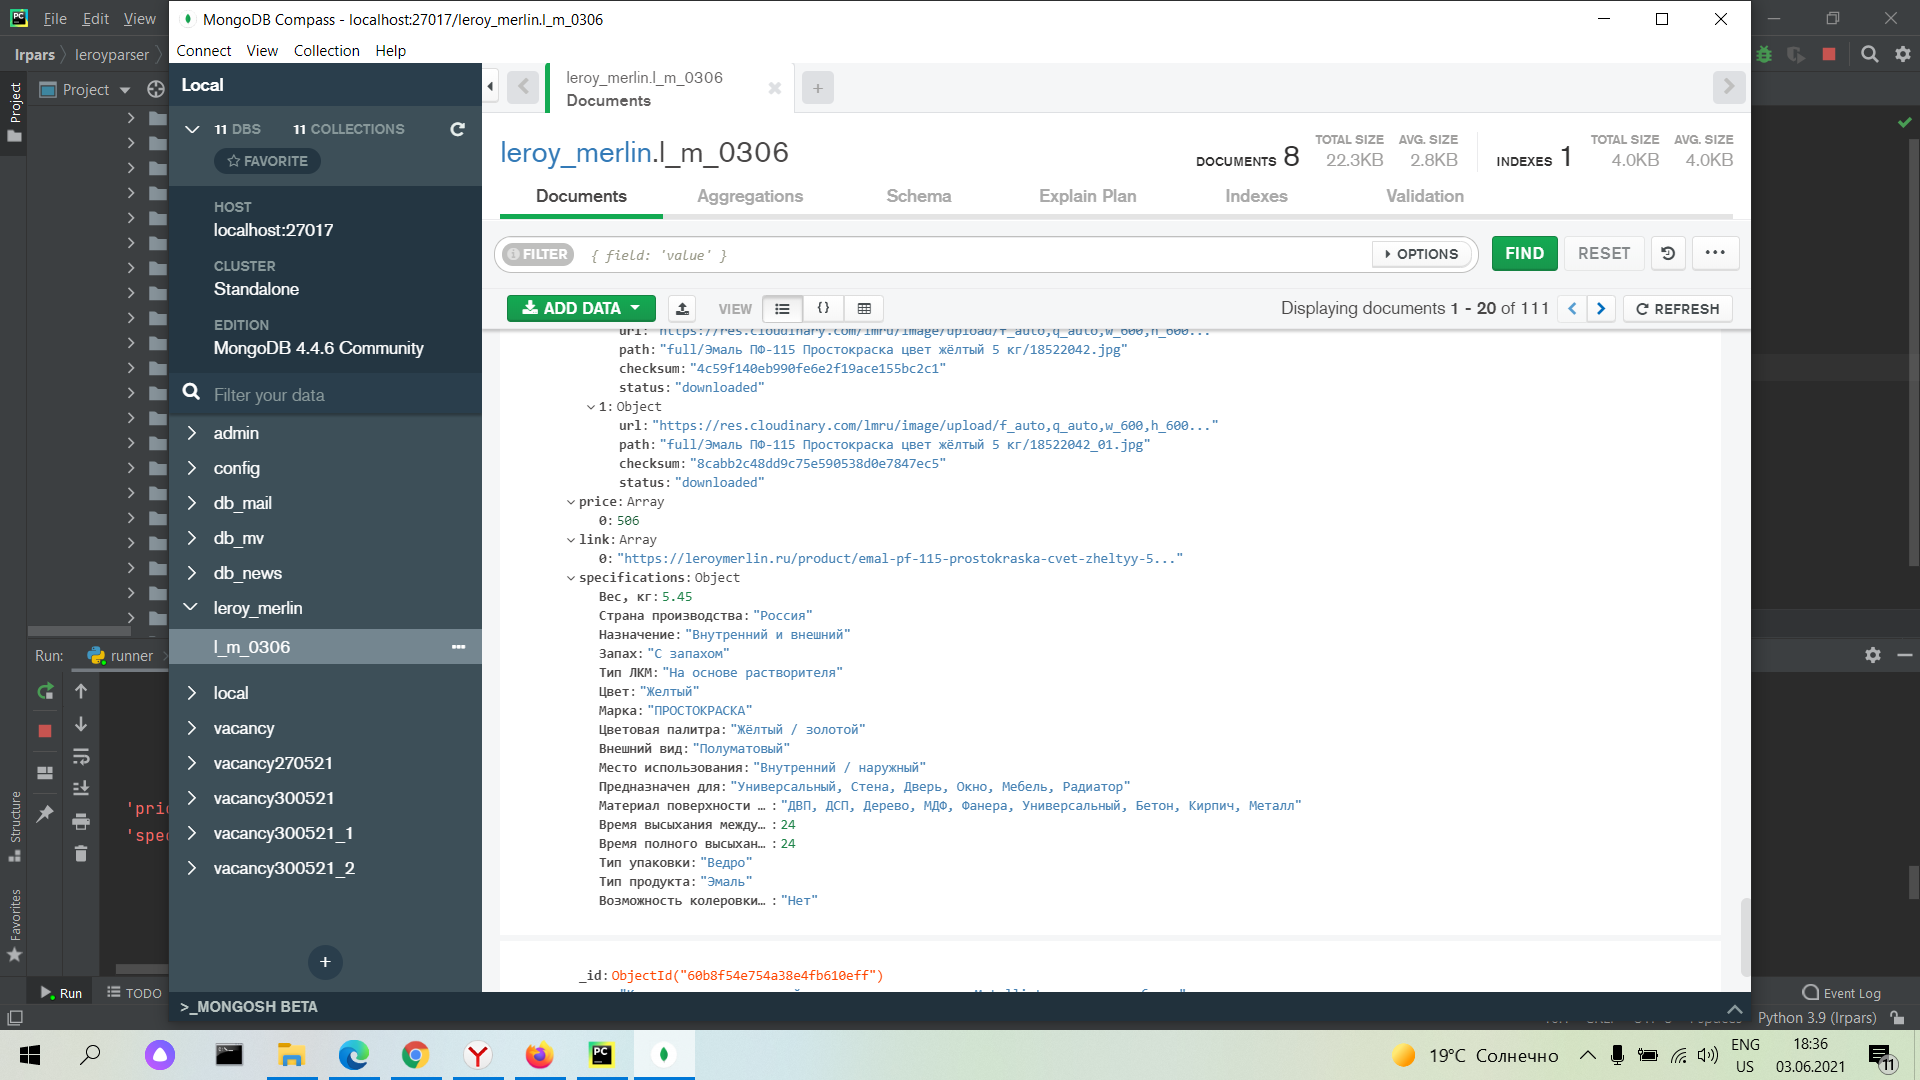 File Edit View
MongoDB Compass - localhost:27017/leroy_merlin.l_m_0306
Connect View Collection Help
lrpars leroyparser
Project
Project
Local
11 DBS 11 COLLECTIONS
FAVORITE
HOST
localhost:27017
CLUSTER
Standalone
EDITION
MongoDB 4.4.6 Community
Filter your data
admin
config
db_mail
db_mv
db_news
leroy_merlin
l_m_0306
local
vacancy
vacancy270521
vacancy300521
vacancy300521_1
vacancy300521_2
>_MONGOSH BETA
leroy_merlin.l_m_0306
Documents
leroy_merlin.l_m_0306
DOCUMENTS 8
TOTAL SIZE 22.3KB
AVG. SIZE 2.8KB
INDEXES 1
TOTAL SIZE 4.0KB
AVG. SIZE 4.0KB
Documents Aggregations Schema Explain Plan Indexes Validation
FILTER { field: 'value' } OPTIONS FIND RESET
ADD DATA VIEW Displaying documents 1 - 20 of 111 REFRESH
url: "https://res.cloudinary.com/lmru/image/upload/f_auto,q_auto,w_600,h_600..."
path: "full/Эмаль ПФ-115 Простокраска цвет жёлтый 5 кг/18522042.jpg"
checksum: "4c59f140eb990fe6e2f19ace155bc2c1"
status: "downloaded"
1: Object
url: "https://res.cloudinary.com/lmru/image/upload/f_auto,q_auto,w_600,h_600..."
path: "full/Эмаль ПФ-115 Простокраска цвет жёлтый 5 кг/18522042_01.jpg"
checksum: "8cabb2c48dd9c75e590538d0e7847ec5"
status: "downloaded"
price: Array
0: 506
link: Array
0: "https://leroymerlin.ru/product/emal-pf-115-prostokraska-cvet-zheltyy-5..."
specifications: Object
Вес, кг: 5.45
Страна производства: "Россия"
Назначение: "Внутренний и внешний"
Запах: "С запахом"
Тип ЛКМ: "На основе растворителя"
Цвет: "Желтый"
Марка: "ПРОСТОКРАСКА"
Цветовая палитра: "Жёлтый / золотой"
Внешний вид: "Полуматовый"
Место использования: "Внутренний / наружный"
Предназначен для: "Универсальный, Стена, Дверь, Окно, Мебель, Радиатор"
Материал поверхности … : "ДВП, ДСП, Дерево, МДФ, Фанера, Универсальный, Бетон, Кирпич, Металл"
Время высыхания между… : 24
Время полного высыхан… : 24
Тип упаковки: "Ведро"
Тип продукта: "Эмаль"
Возможность колеровки… : "Нет"
_id: ObjectId("60b8f54e754a38e4fb610eff")
Run: runner
'pri
'spe
Structure
Favorites
Run TODO
Event Log
Python 3.9 (lrpars)
19°C Солнечно
ENG
US
18:36
03.06.2021
11